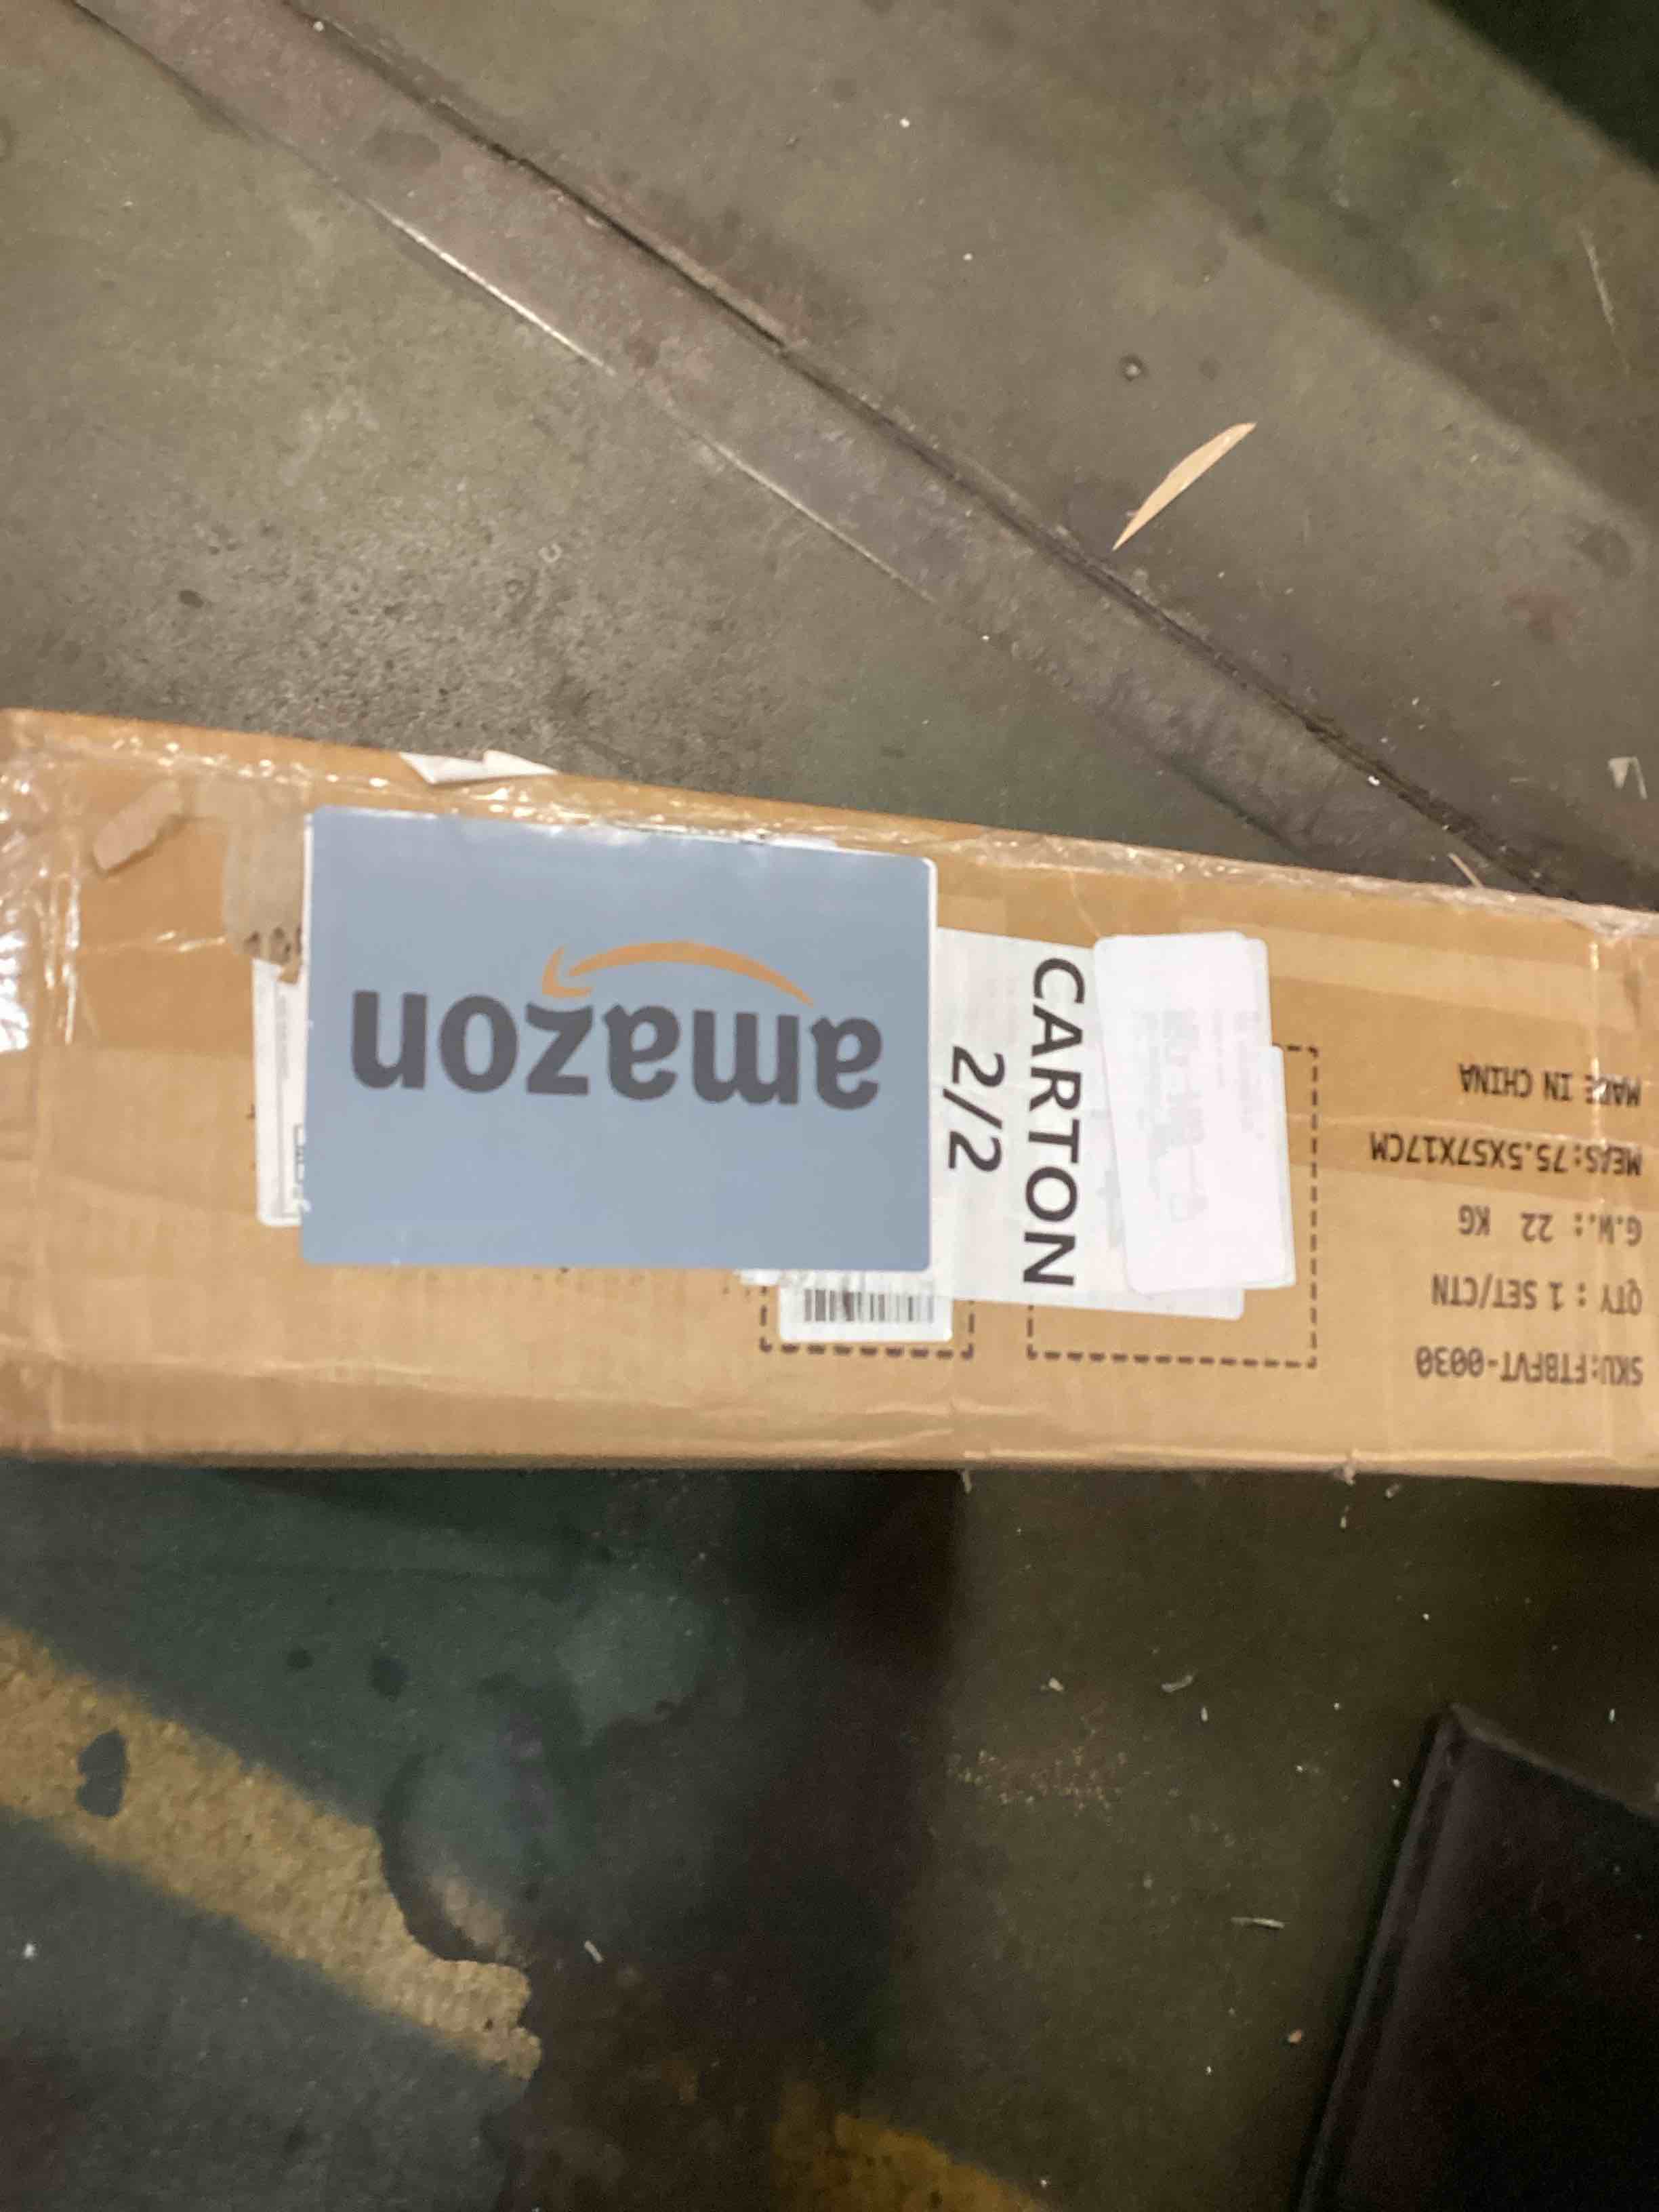 SKU:FTBFVT-0030
QTY : 1 SET/CTN
G.W.: 22 KG
MEAS:75.5X57X17CM
MADE IN CHINA
CARTON
2/2
amazon